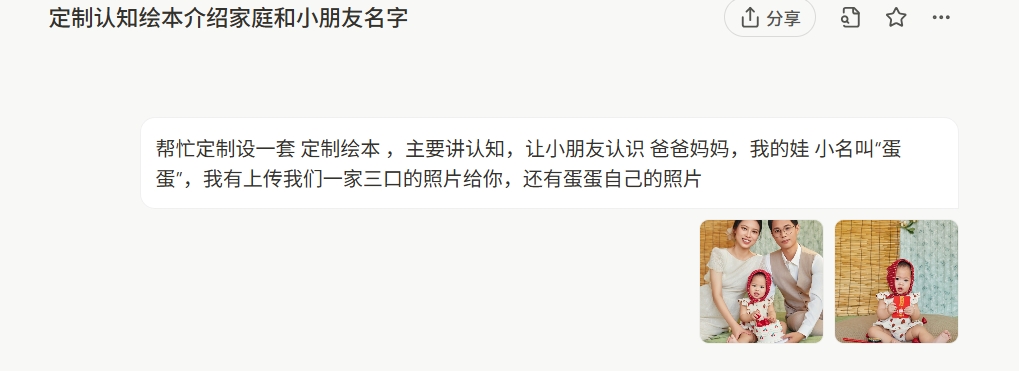 定制认知绘本介绍家庭和小朋友名字
分享
帮忙定制设一套 定制绘本 ，主要讲认知，让小朋友认识 爸爸妈妈，我的娃 小名叫“蛋
蛋”，我有上传我们一家三口的照片给你，还有蛋蛋自己的照片